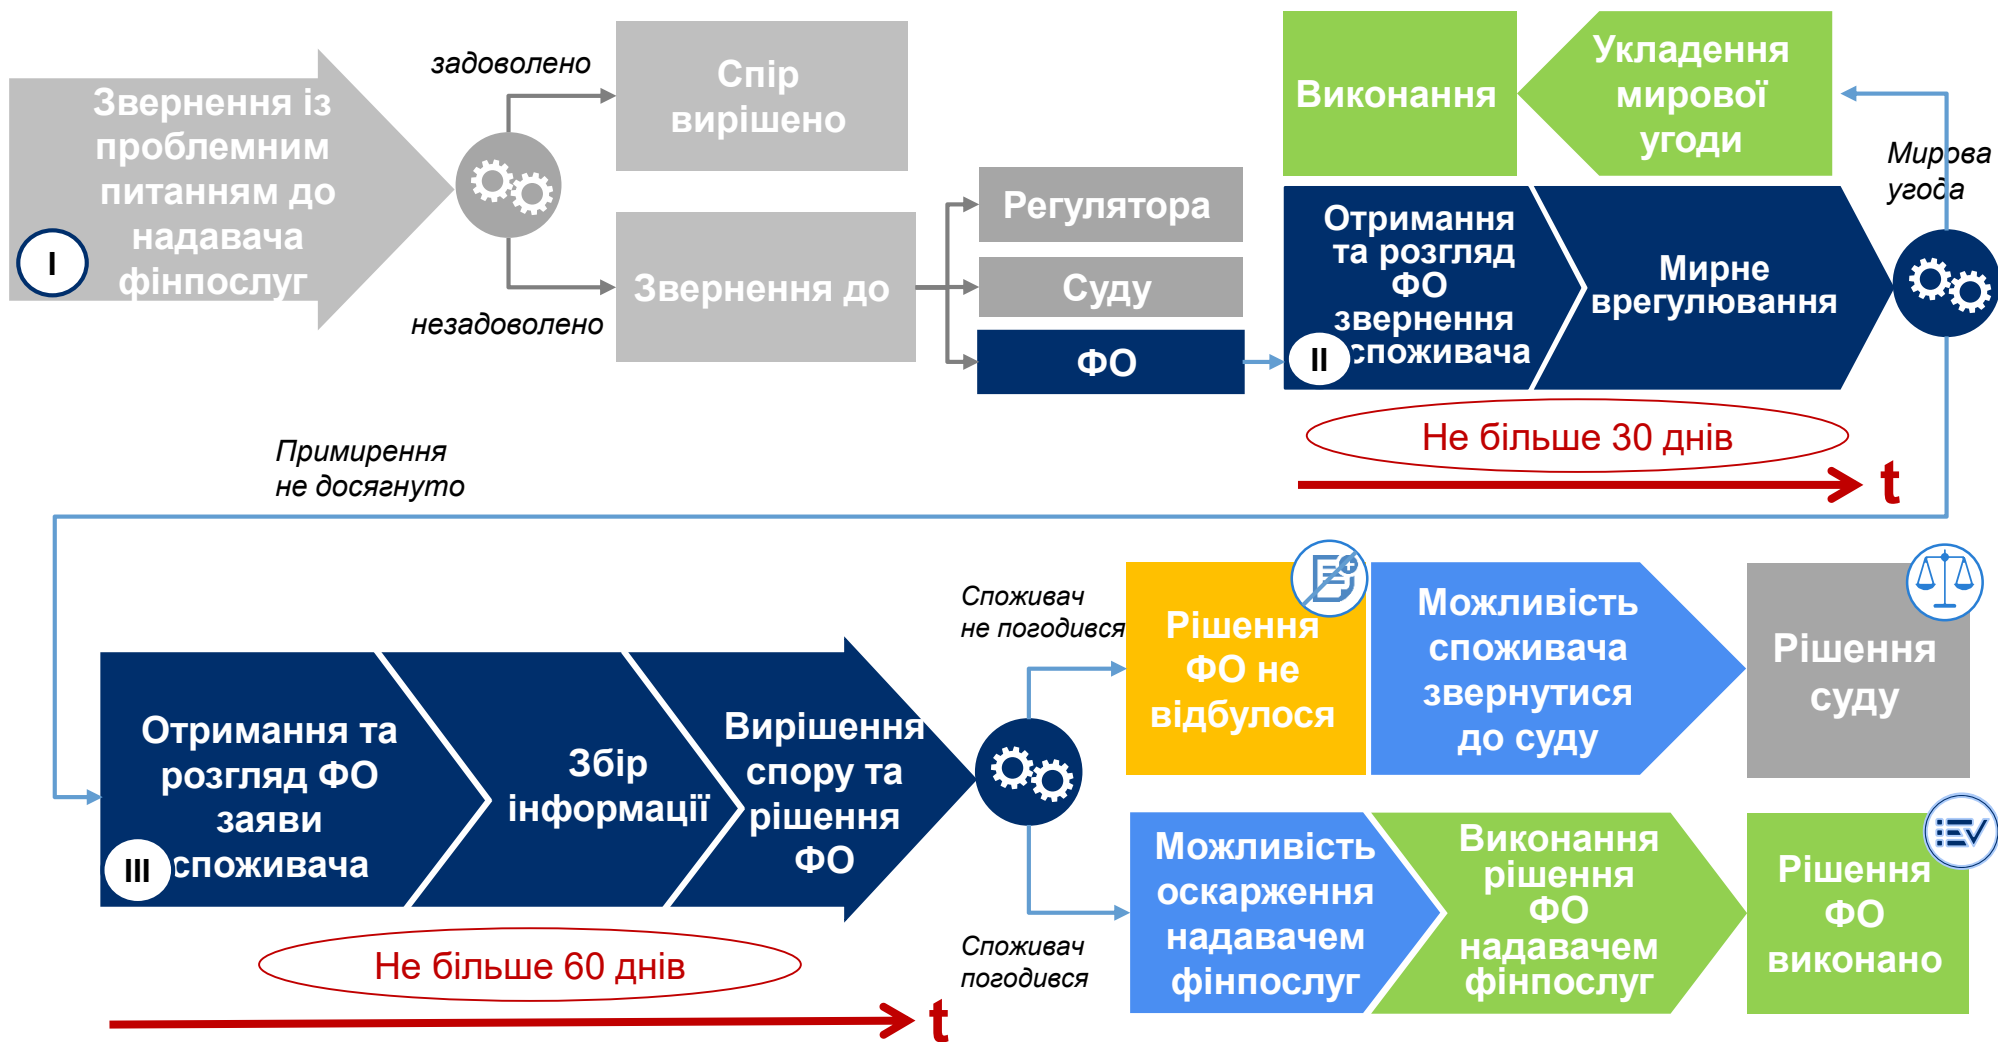 Звернення із
проблемним
питанням до
надавача
фінпослуг
I
задоволено
незадоволено
Спір
вирішено
Звернення до
Регулятора
Суду
ФО
Виконання
Укладення
мирової
угоди
Мирова
угода
Отримання
та розгляд
ФО
звернення
споживача
II
Мирне
врегулювання
Не більше 30 днів
t
Примирення
не досягнуто
Отримання та
розгляд ФО
заяви
споживача
III
Збір
інформації
Вирішення
спору та
рішення
ФО
Не більше 60 днів
t
Споживач
не погодився
Рішення
ФО не
відбулося
Можливість
споживача
звернутися
до суду
Рішення
суду
Споживач
погодився
Можливість
оскарження
надавачем
фінпослуг
Виконання
рішення
ФО
надавачем
фінпослуг
Рішення
ФО
виконано